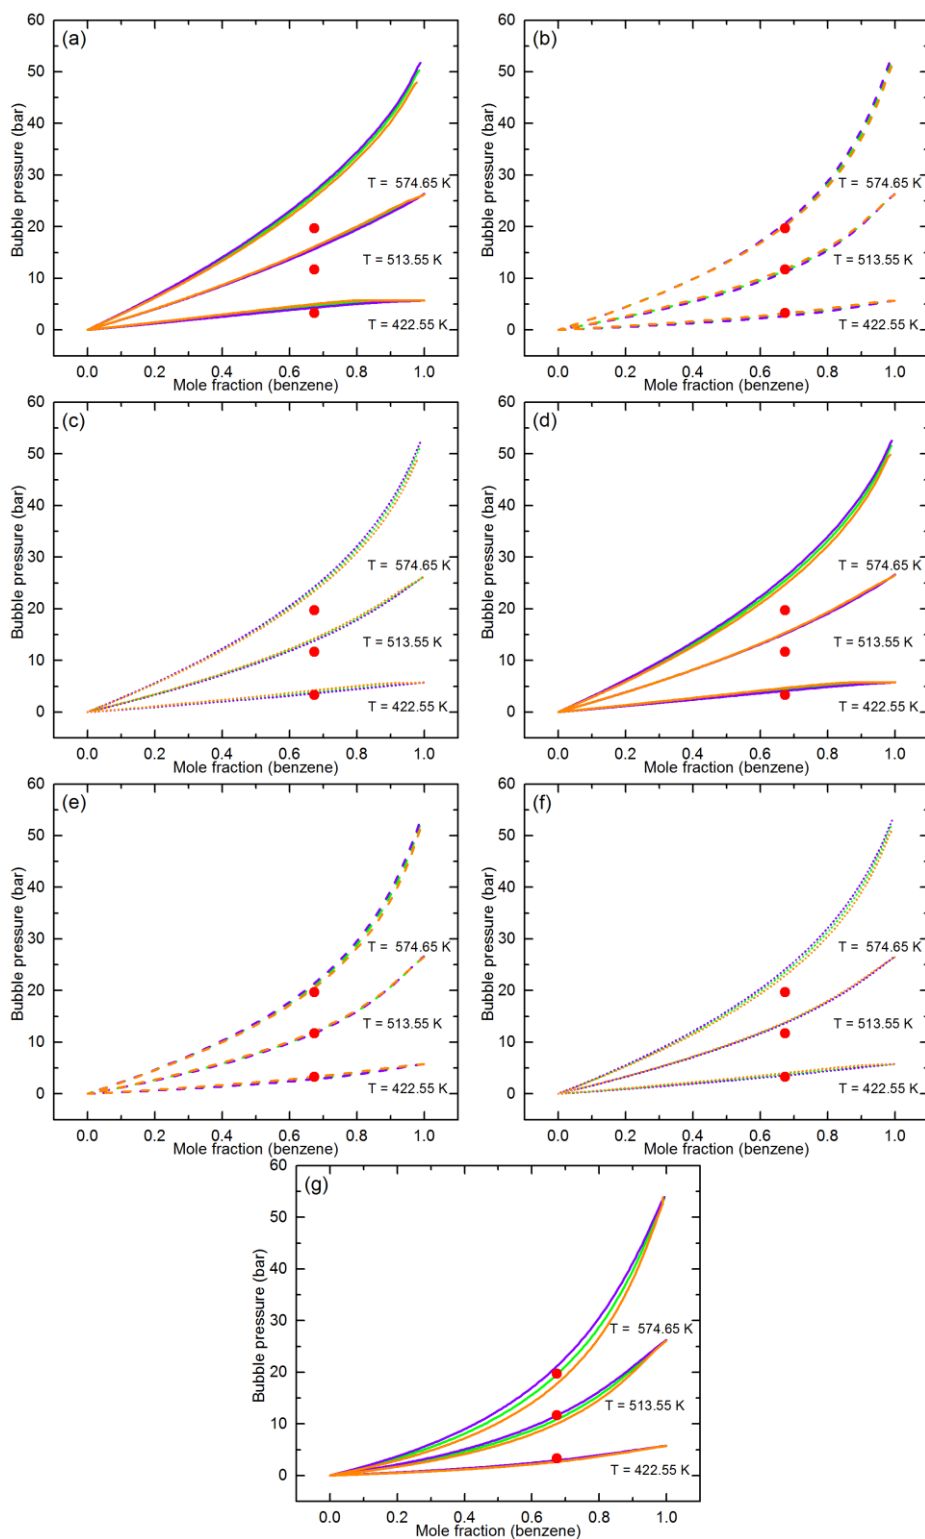 (a)
60
50
40
30
20
10
0
Bubble pressure (bar)
T =  574.65 K
T = 513.55 K
T = 422.55 K
0.0 0.2 0.4 0.6 0.8 1.0
Mole fraction (benzene)
(b)
60
50
40
30
20
10
0
Bubble pressure (bar)
T =  574.65 K
T = 513.55 K
T = 422.55 K
0.0 0.2 0.4 0.6 0.8 1.0
Mole fraction (benzene)
(c)
60
50
40
30
20
10
0
Bubble pressure (bar)
T =  574.65 K
T = 513.55 K
T = 422.55 K
0.0 0.2 0.4 0.6 0.8 1.0
Mole fraction (benzene)
(d)
60
50
40
30
20
10
0
Bubble pressure (bar)
T =  574.65 K
T = 513.55 K
T = 422.55 K
0.0 0.2 0.4 0.6 0.8 1.0
Mole fraction (benzene)
(e)
60
50
40
30
20
10
0
Bubble pressure (bar)
T =  574.65 K
T = 513.55 K
T = 422.55 K
0.0 0.2 0.4 0.6 0.8 1.0
Mole fraction (benzene)
(f)
60
50
40
30
20
10
0
Bubble pressure (bar)
T =  574.65 K
T = 513.55 K
T = 422.55 K
0.0 0.2 0.4 0.6 0.8 1.0
Mole fraction (benzene)
(g)
60
50
40
30
20
10
0
Bubble pressure (bar)
T =  574.65 K
T = 513.55 K
T = 422.55 K
0.0 0.2 0.4 0.6 0.8 1.0
Mole fraction (benzene)